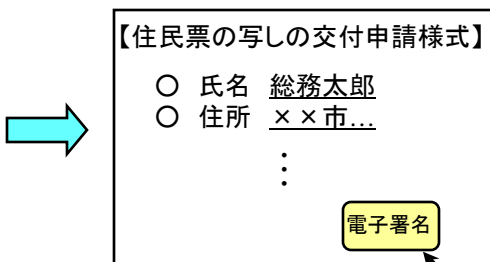 【住民票の写しの交付申請様式】
○ 氏名 総務太郎
○ 住所 ××市…
⋮
電子署名